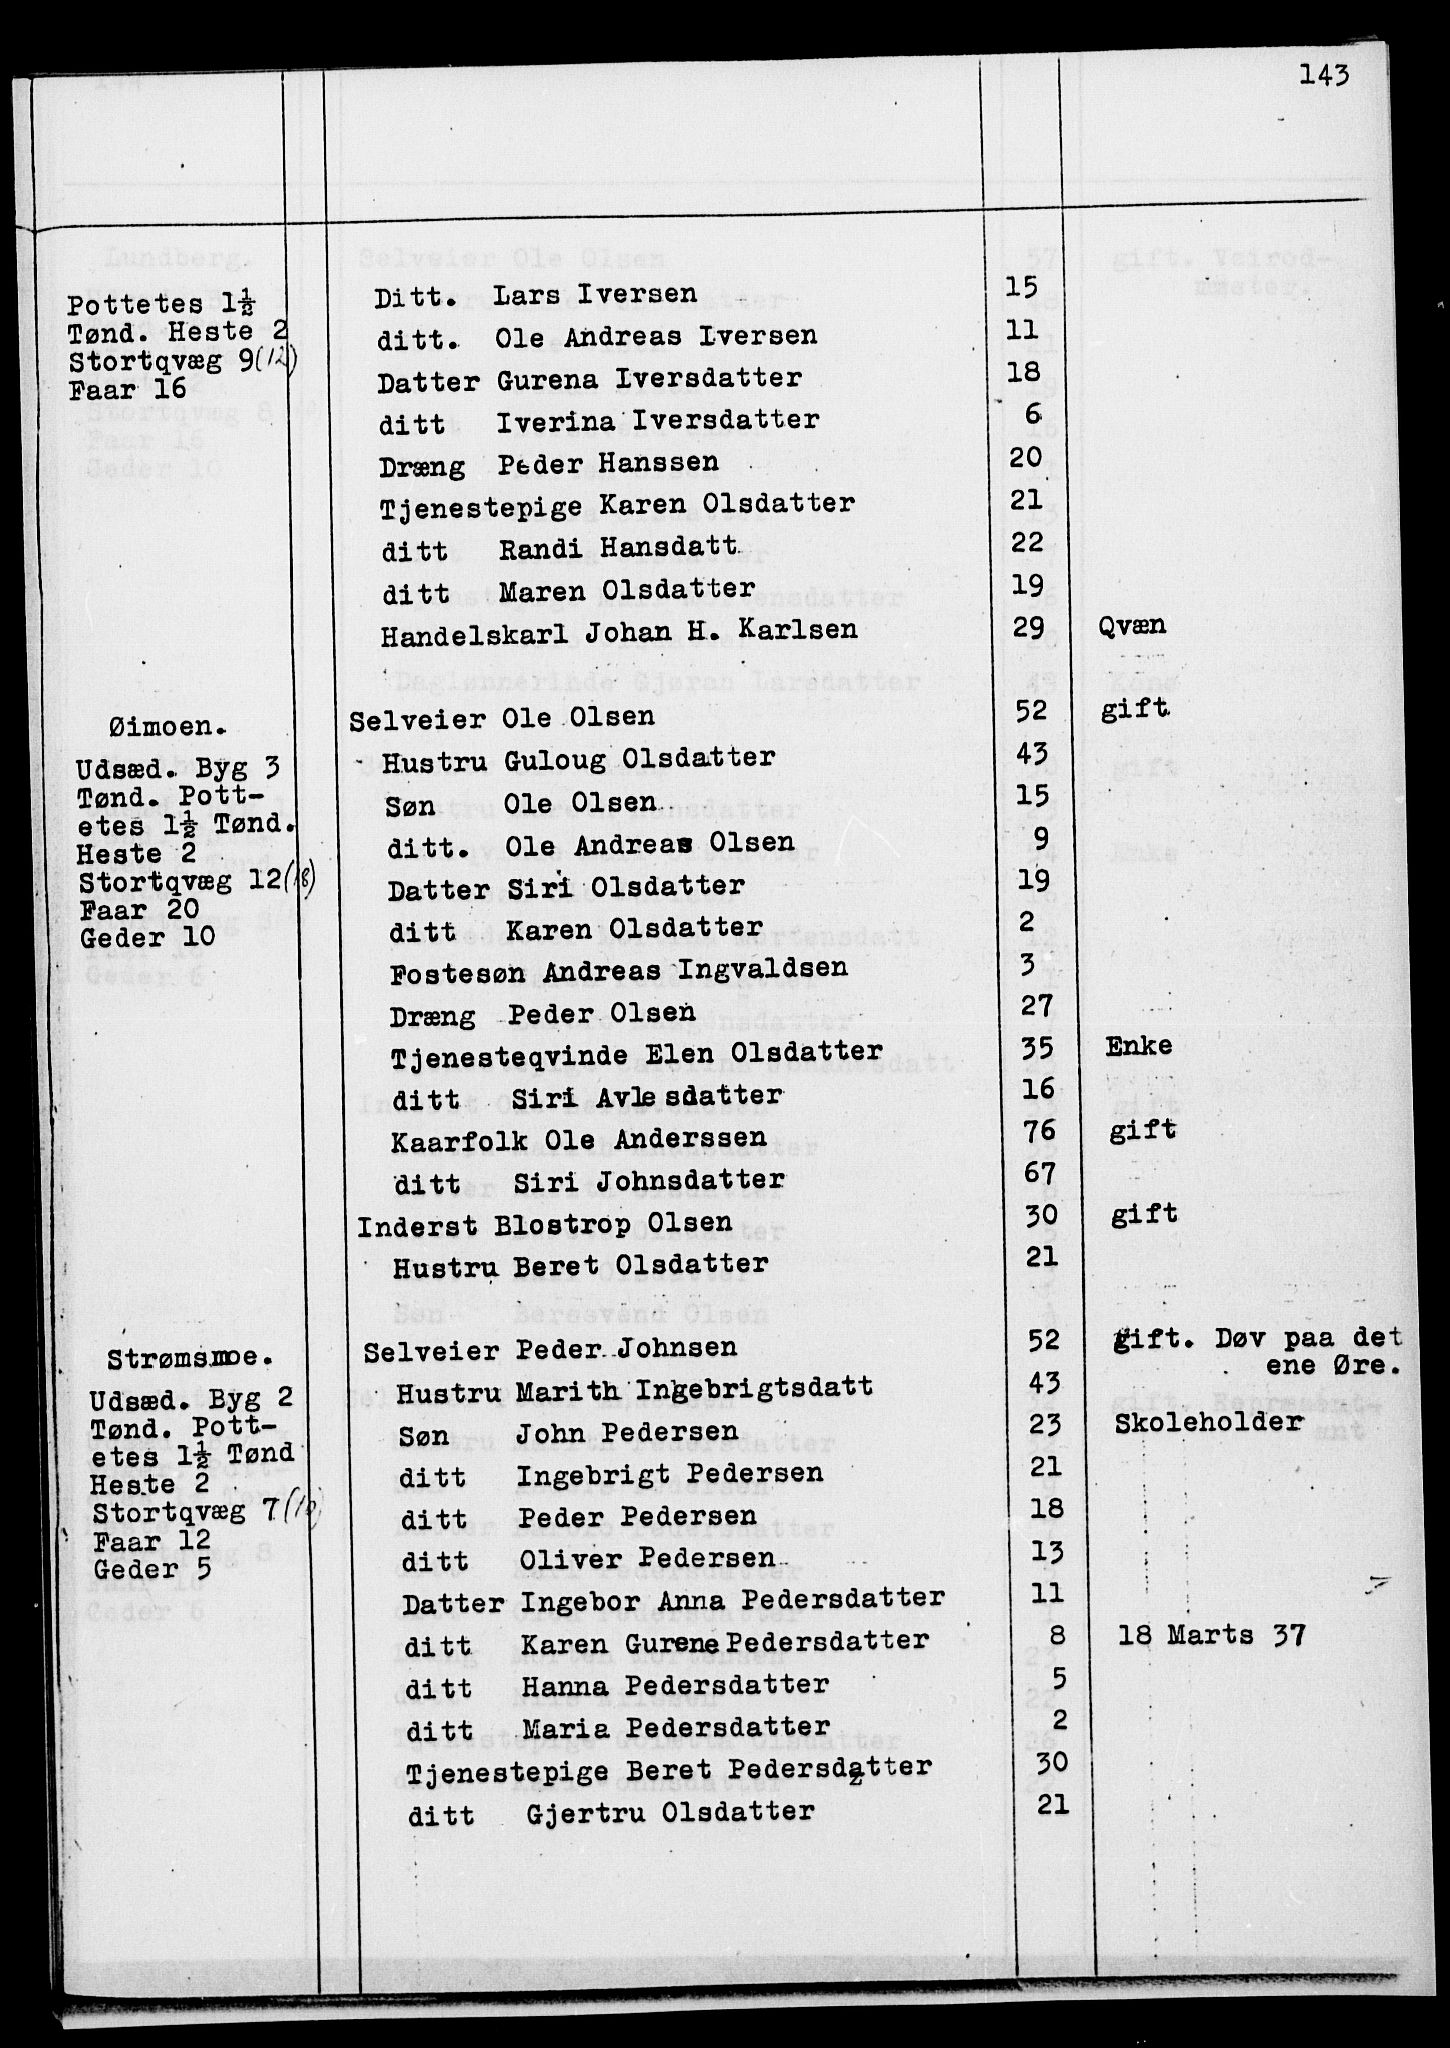 143
Pottetes 1½
Tønd. Heste 2
Stortqvæg 9(12)
Faar 16
Ditt. Lars Iversen 15
ditt. Ole Andreas Iversen 11
Datter Gurena Iversdatter 18
ditt Iverina Iversdatter 6
Dræng Peder Hanssen 20
Tjenestepige Karen Olsdatter 21
ditt Randi Hansdatt. 22
ditt Maren Olsdatter 19
Handelskarl Johan H. Karlsen 29 Qvæn
Øimoen.
Udsæd. Byg 3
Tønd. Pott-
etes 1½ Tønd.
Heste 2
Stortqvæg 12(18)
Faar 20
Geder 10
Selveier Ole Olsen 52 gift
Hustru Guloug Olsdatter 43
Søn Ole Olsen 15
ditt. Ole Andreas Olsen 9
Datter Siri Olsdatter 19
ditt Karen Olsdatter 2
Fostesøn Andreas Ingvaldsen 3
Dræng Peder Olsen 27
Tjenesteqvinde Elen Olsdatter 35 Enke
ditt Siri Avlesdatter 16
Kaarfolk Ole Anderssen 76 gift
ditt Siri Johnsdatter 67
Inderst Blostrop Olsen 30 gift
Hustru Beret Olsdatter 21
Strømsmoe.
Udsæd. Byg 2
Tønd. Pott-
etes 1½ Tønd
Heste 2
Stortqvæg 7(10)
Faar 12
Geder 5
Selveier Peder Johnsen 52 gift. Døv paa det
ene Øre.
Hustru Marith Ingebrigtsdatt 43
Søn John Pedersen 23 Skoleholder
ditt Ingebrigt Pedersen 21
ditt Peder Pedersen 18
ditt Oliver Pedersen 13
Datter Ingebor Anna Pedersdatter 11
ditt Karen Gurene Pedersdatter 8 18 Marts 37
ditt Hanna Pedersdatter 5
ditt Maria Pedersdatter 2
Tjenestepige Beret Pedersdatter 30
ditt Gjertru Olsdatter 21